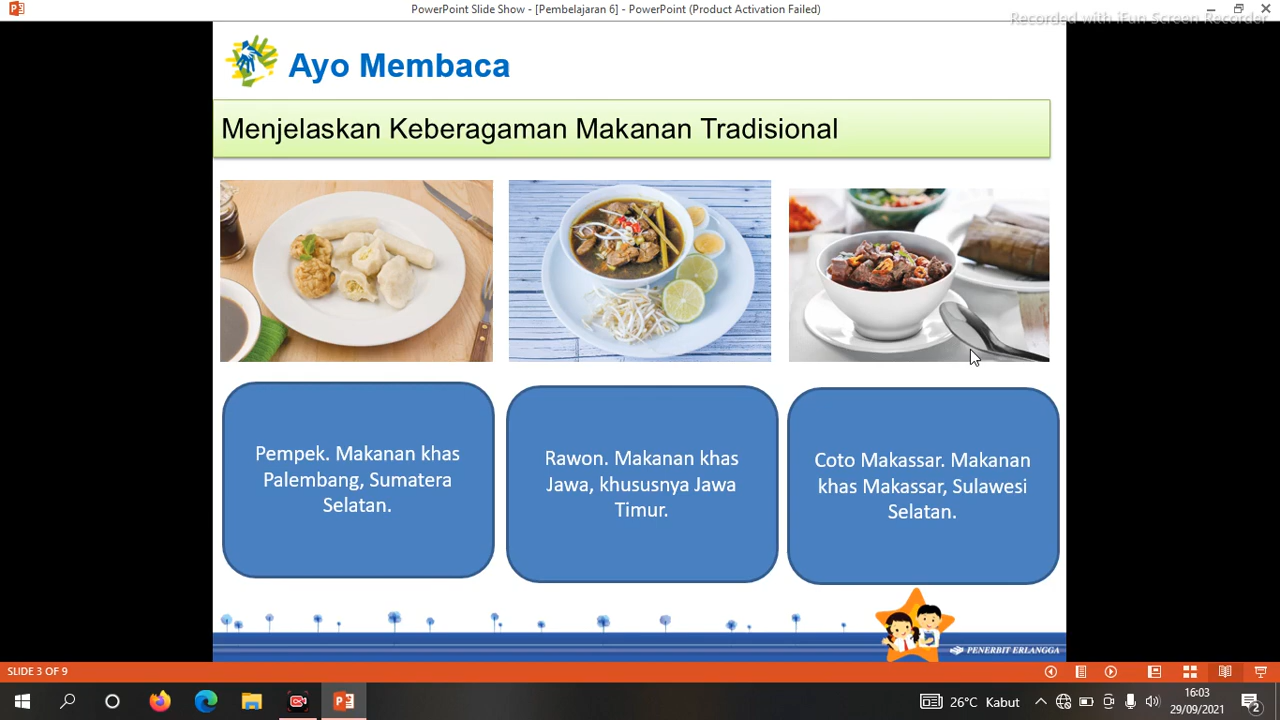 PowerPoint Slide Show - [Pembelajaran 6] - PowerPoint (Product Activation Failed)
Recorded with iFun Screen Recorder
Ayo Membaca
Menjelaskan Keberagaman Makanan Tradisional
Pempek. Makanan khas
Palembang, Sumatera
Selatan.
Rawon. Makanan khas
Jawa, khususnya Jawa
Timur.
Coto Makassar. Makanan
khas Makassar, Sulawesi
Selatan.
PENERBIT ERLANGGA
SLIDE 3 OF 9
26°C Kabut
16:03
29/09/2021
2